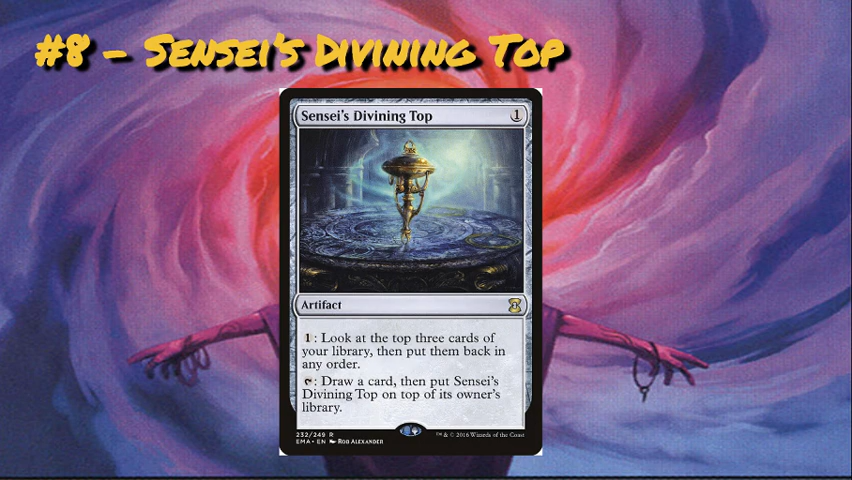 #8 – Sensei's Divining Top
Sensei's Divining Top 1
Artifact
1: Look at the top three cards of
your library, then put them back in
any order.
: Draw a card, then put Sensei's
Divining Top on top of its owner's
library.
232/249 R
EMA • EN Rob Alexander
™ & © 2016 Wizards of the Coast